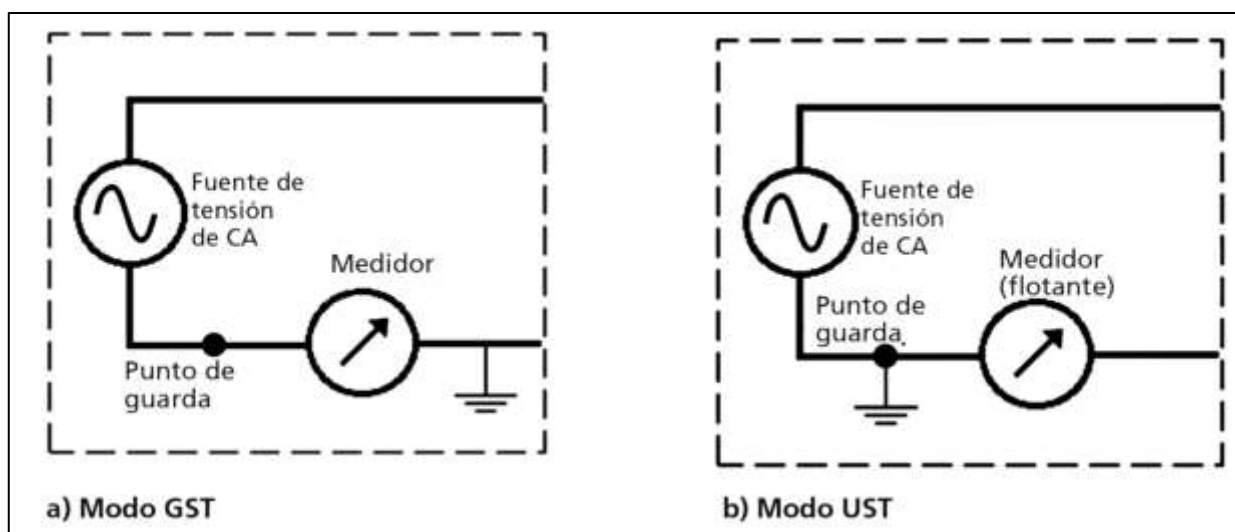 Fuente de
tensión
de CA
Medidor
Punto de
guarda
a) Modo GST
Fuente de
tensión
de CA
Medidor
(flotante)
Punto de
guarda.
b) Modo UST